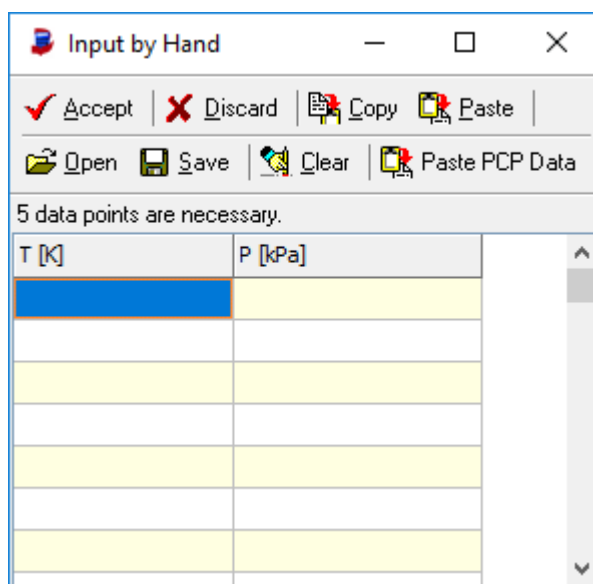 Input by Hand
Accept Discard Copy Paste
Open Save Clear Paste PCP Data
5 data points are necessary.
T [K] P [kPa]